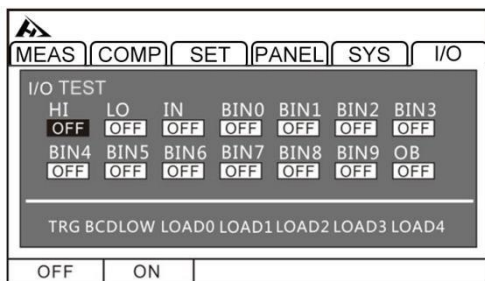 MEAS COMP SET PANEL SYS I/O
I/O TEST
HI LO IN BIN0 BIN1 BIN2 BIN3
OFF OFF OFF OFF OFF OFF OFF
BIN4 BIN5 BIN6 BIN7 BIN8 BIN9 OB
OFF OFF OFF OFF OFF OFF OFF
TRG BCDLOW LOAD0 LOAD1 LOAD2 LOAD3 LOAD4
OFF ON